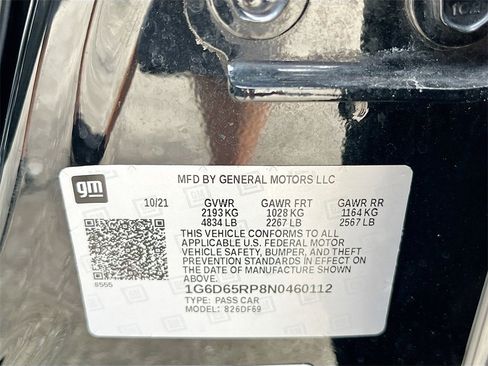 MFD BY GENERAL MOTORS LLC
gm
10/21 GVWR GAWR FRT GAWR RR
2193 KG 1028 KG 1164 KG
4834 LB 2267 LB 2567 LB
THIS VEHICLE CONFORMS TO ALL
APPLICABLE U.S. FEDERAL MOTOR
VEHICLE SAFETY, BUMPER, AND THEFT
PREVENTION STANDARDS IN EFFECT ON
THE DATE OF MANUFACTURE SHOWN
ABOVE.
8555
1G6D65RP8N0460112
TYPE: PASS CAR
MODEL: 826DF69